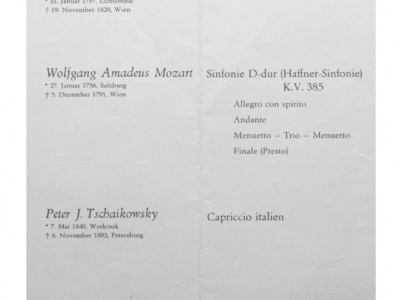 * 31. Januar 1797, Lichtental
† 19. November 1828, Wien
Wolfgang Amadeus Mozart
* 27. Januar 1756, Salzburg
† 5. Dezember 1791, Wien
Sinfonie D-dur (Haffner-Sinfonie)
K.V. 385
Allegro con spirito
Andante
Menuetto – Trio – Menuetto
Finale (Presto)
Peter J. Tschaikowsky
* 7. Mai 1840, Wotkinsk
† 6. November 1893, Petersburg
Capriccio italien